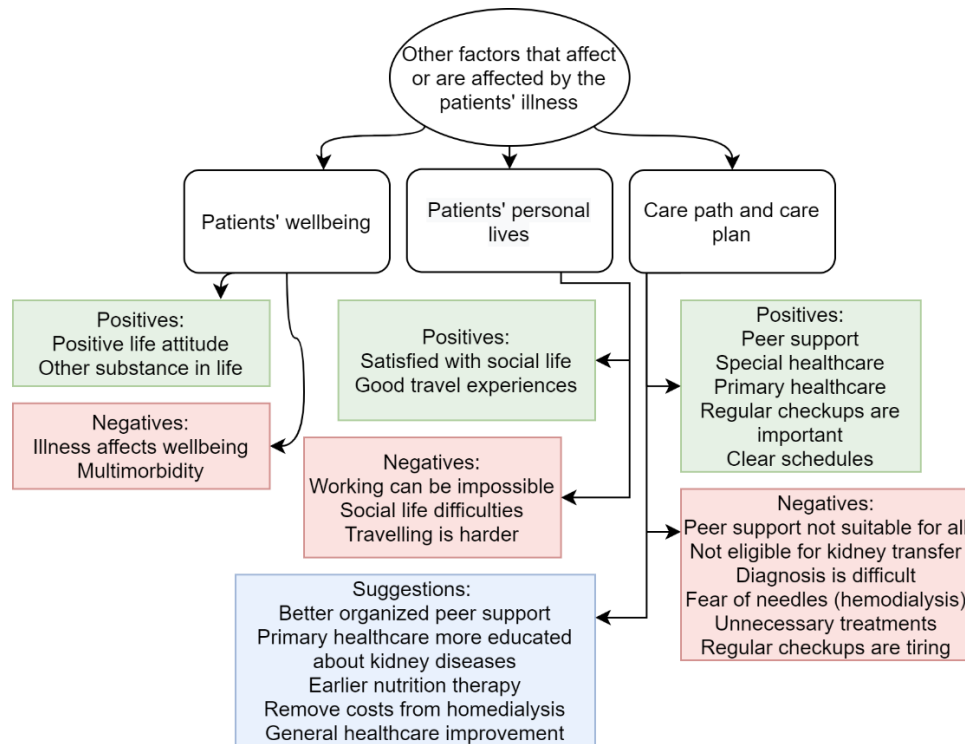 Other factors that affect
or are affected by the
patients' illness
Patients' wellbeing
Patients' personal
lives
Care path and care
plan
Positives:
Positive life attitude
Other substance in life
Negatives:
Illness affects wellbeing
Multimorbidity
Positives:
Satisfied with social life
Good travel experiences
Negatives:
Working can be impossible
Social life difficulties
Travelling is harder
Positives:
Peer support
Special healthcare
Primary healthcare
Regular checkups are
important
Clear schedules
Negatives:
Peer support not suitable for all
Not eligible for kidney transfer
Diagnosis is difficult
Fear of needles (hemodialysis)
Unnecessary treatments
Regular checkups are tiring
Suggestions:
Better organized peer support
Primary healthcare more educated
about kidney diseases
Earlier nutrition therapy
Remove costs from homedialysis
General healthcare improvement